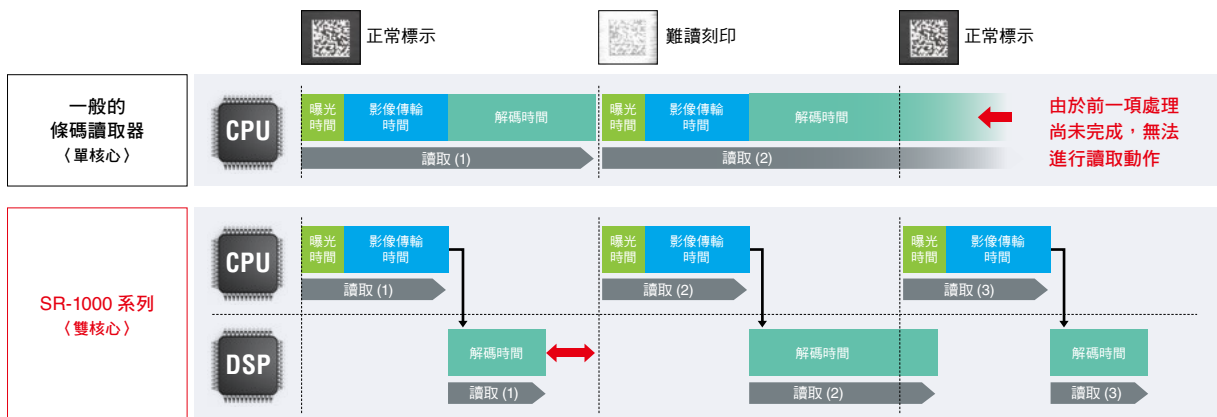 正常標示
難讀刻印
正常標示
一般的
條碼讀取器
〈單核心〉
CPU
曝光
時間
影像傳輸
時間
解碼時間
曝光
時間
影像傳輸
時間
解碼時間
讀取 (1)
讀取 (2)
由於前一項處理
尚未完成，無法
進行讀取動作
SR-1000 系列
〈雙核心〉
CPU
曝光
時間
影像傳輸
時間
曝光
時間
影像傳輸
時間
曝光
時間
影像傳輸
時間
讀取 (1)
讀取 (2)
讀取 (3)
DSP
解碼時間
解碼時間
解碼時間
讀取 (1)
讀取 (2)
讀取 (3)